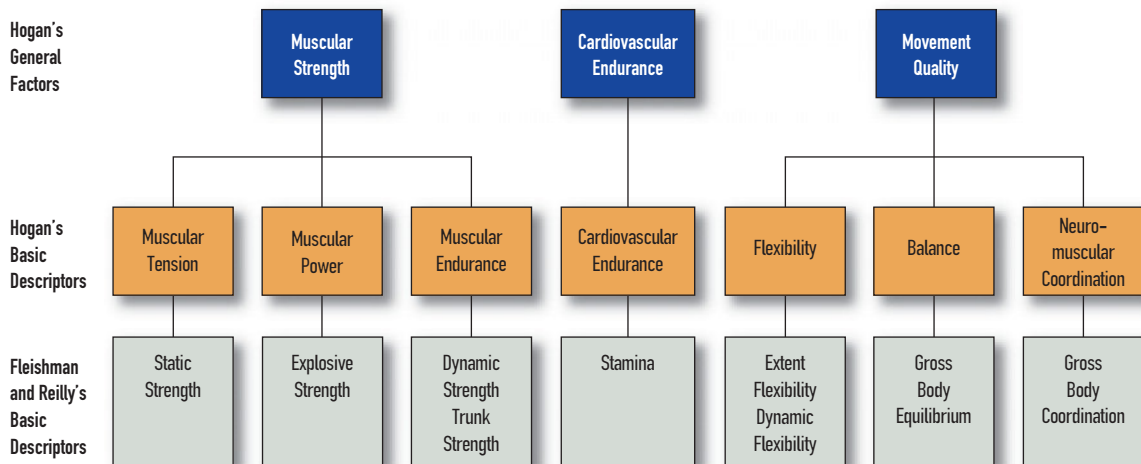 Hogan's
General
Factors
Muscular
Strength
Cardiovascular
Endurance
Movement
Quality
Hogan's
Basic
Descriptors
Muscular
Tension
Muscular
Power
Muscular
Endurance
Cardiovascular
Endurance
Flexibility
Balance
Neuro-
muscular
Coordination
Fleishman
and Reilly's
Basic
Descriptors
Static
Strength
Explosive
Strength
Dynamic
Strength
Trunk
Strength
Stamina
Extent
Flexibility
Dynamic
Flexibility
Gross
Body
Equilibrium
Gross
Body
Coordination